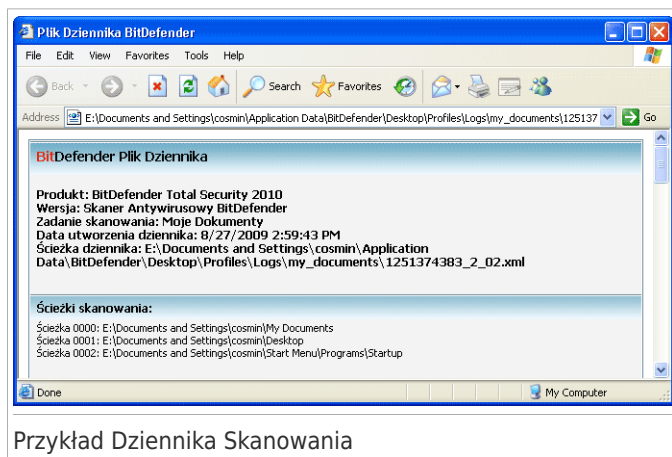 Plik Dziennika BitDefender
File Edit View Favorites Tools Help
Back Search Favorites
Address E:\Documents and Settings\cosmin\Application Data\BitDefender\Desktop\Profiles\Logs\my_documents\125137 Go
BitDefender Plik Dziennika
Produkt: BitDefender Total Security 2010
Wersja: Skaner Antywirusowy BitDefender
Zadanie skanowania: Moje Dokumenty
Data utworzenia dziennika: 8/27/2009 2:59:43 PM
Ścieżka dziennika: E:\Documents and Settings\cosmin\Application
Data\BitDefender\Desktop\Profiles\Logs\my_documents\1251374383_2_02.xml
Ścieżki skanowania:
Ścieżka 0000: E:\Documents and Settings\cosmin\My Documents
Ścieżka 0001: E:\Documents and Settings\cosmin\Desktop
Ścieżka 0002: E:\Documents and Settings\cosmin\Start Menu\Programs\Startup
Done My Computer
Przykład Dziennika Skanowania